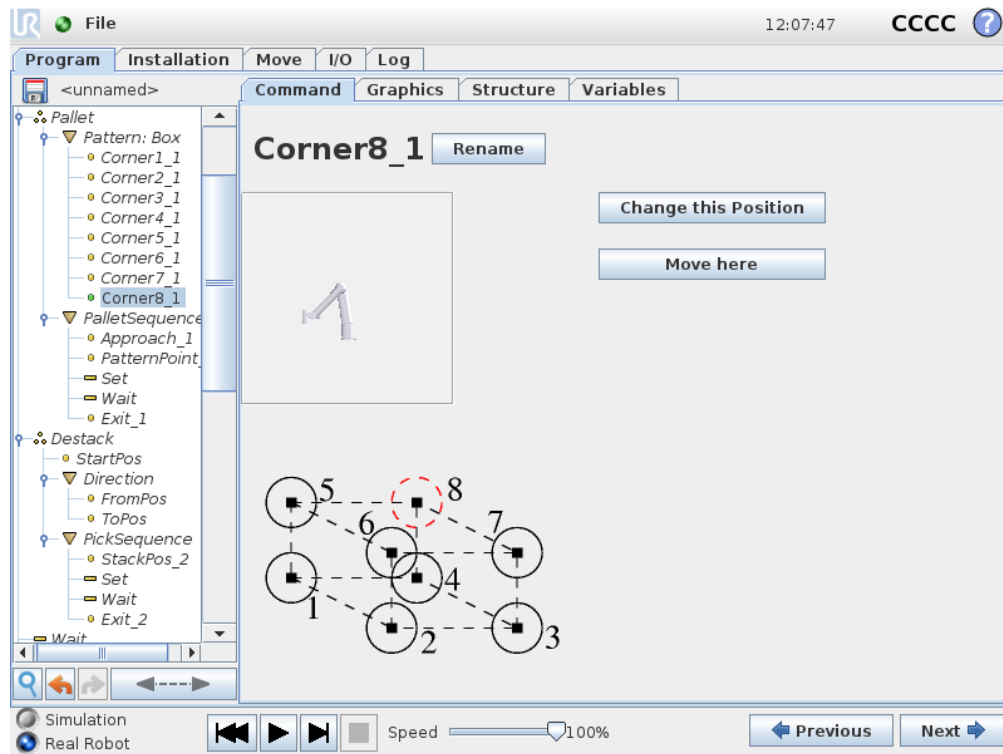 UR File 12:07:47 CCCC ?
Program Installation Move I/O Log
<unnamed> Command Graphics Structure Variables
Pallet
Pattern: Box
Corner1_1
Corner2_1
Corner3_1
Corner4_1
Corner5_1
Corner6_1
Corner7_1
Corner8_1
PalletSequence
Approach_1
PatternPoint_
Set
Wait
Exit_1
Destack
StartPos
Direction
FromPos
ToPos
PickSequence
StackPos_2
Set
Wait
Exit_2
Wait
Corner8_1 Rename
Change this Position
Move here
5 8
6 7
4
1
2 3
Simulation
Real Robot
Speed 100%
Previous Next